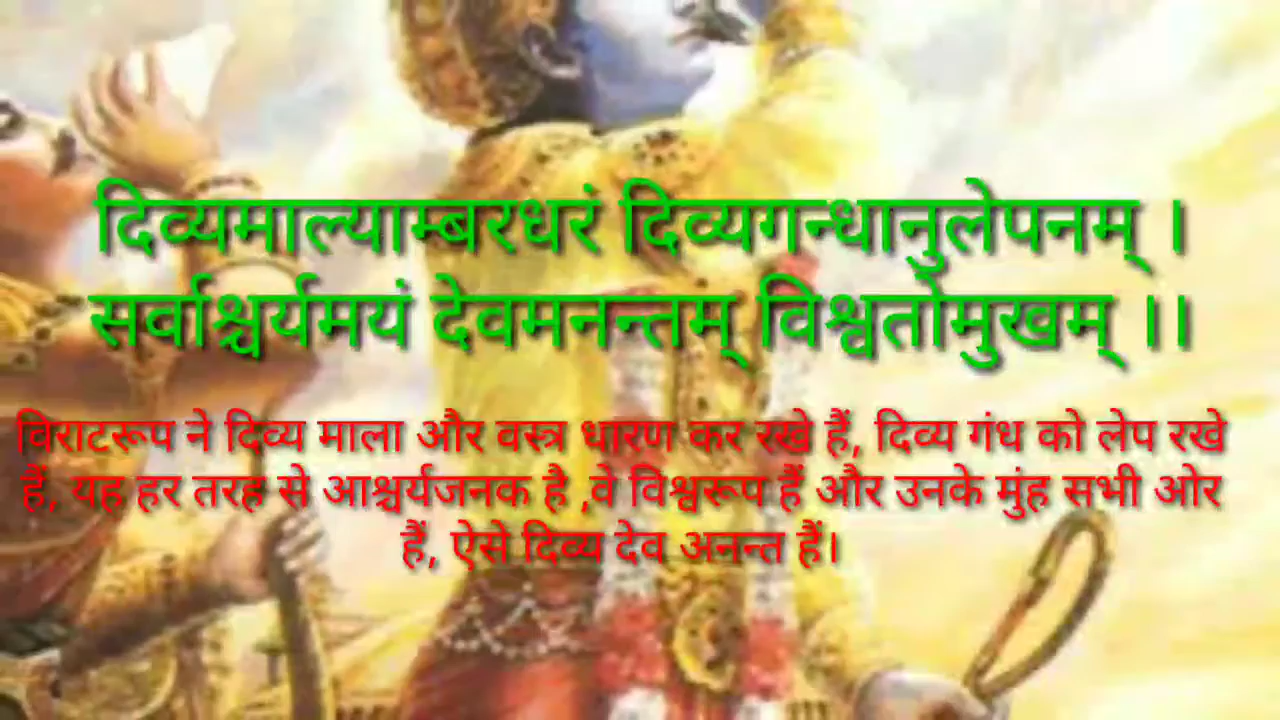 दिव्यमाल्याम्बरधरं दिव्यगन्धानुलेपनम् ।
सर्वाश्चर्यमयं देवमनन्तम् विश्वतोमुखम् ।।
विराटरूप ने दिव्य माला और वस्त्र धारण कर रखे हैं, दिव्य गंध को लेप रखे
हैं, यह हर तरह से आश्चर्यजनक है ,वे विश्वरूप हैं और उनके मुंह सभी ओर
हैं, ऐसे दिव्य देव अनन्त हैं।